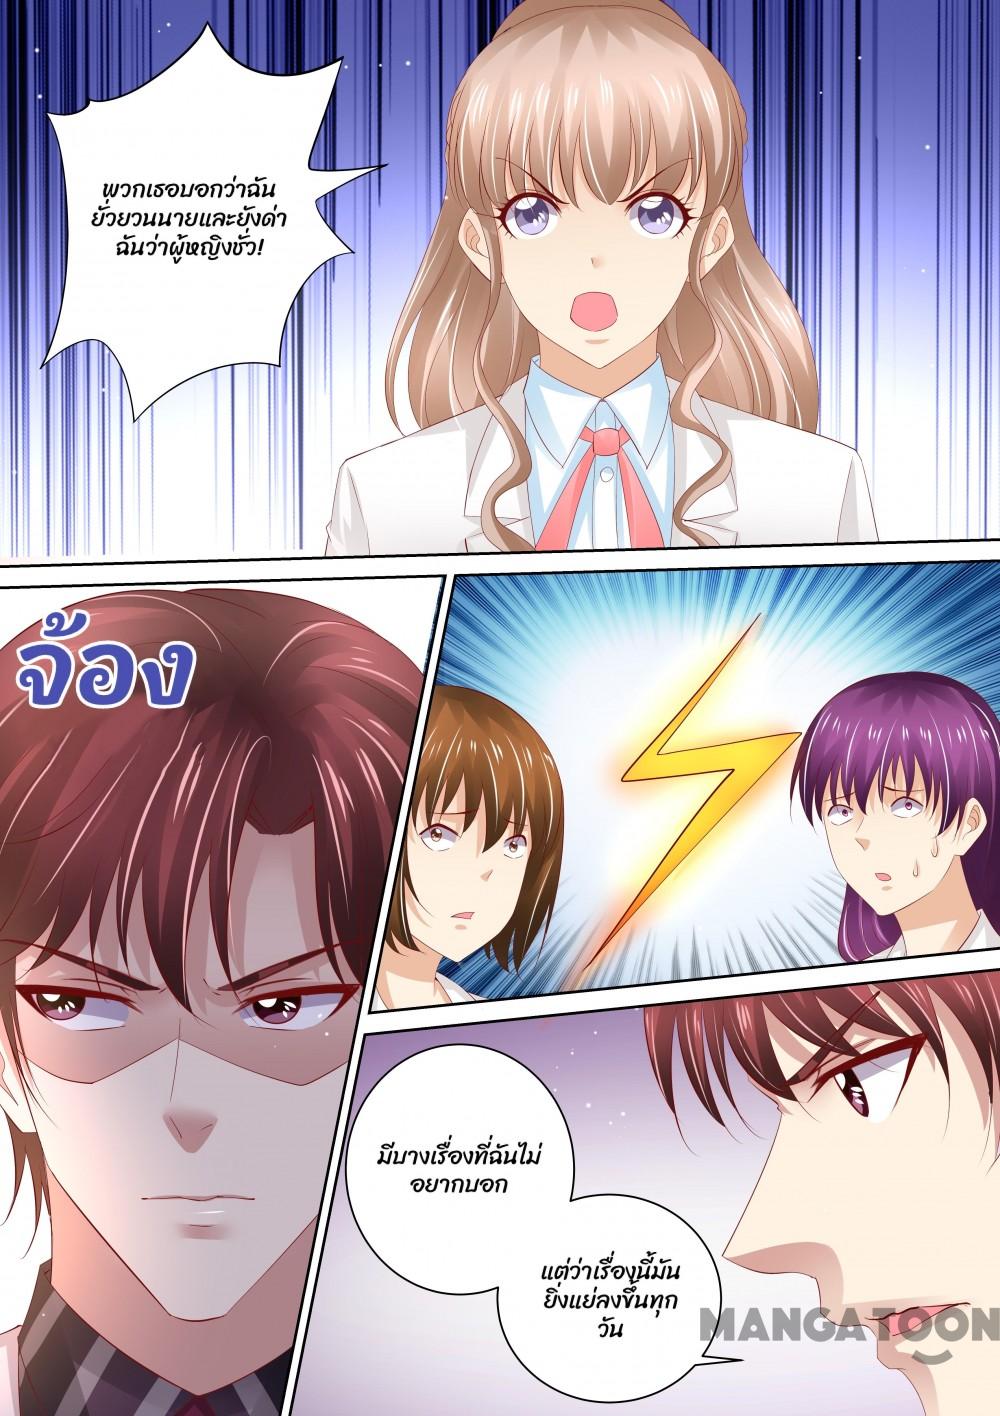 พวกเธอบอกว่าฉัน
ยั่วยวนนายและยังด่า
ฉันว่าผู้หญิงชั่ว!
จ้อง
มีบางเรื่องที่ฉันไม่
อยากบอก
แต่ว่าเรื่องนี้มัน
ยิ่งแย่ลงขึ้นทุก
วัน
MANGATOON